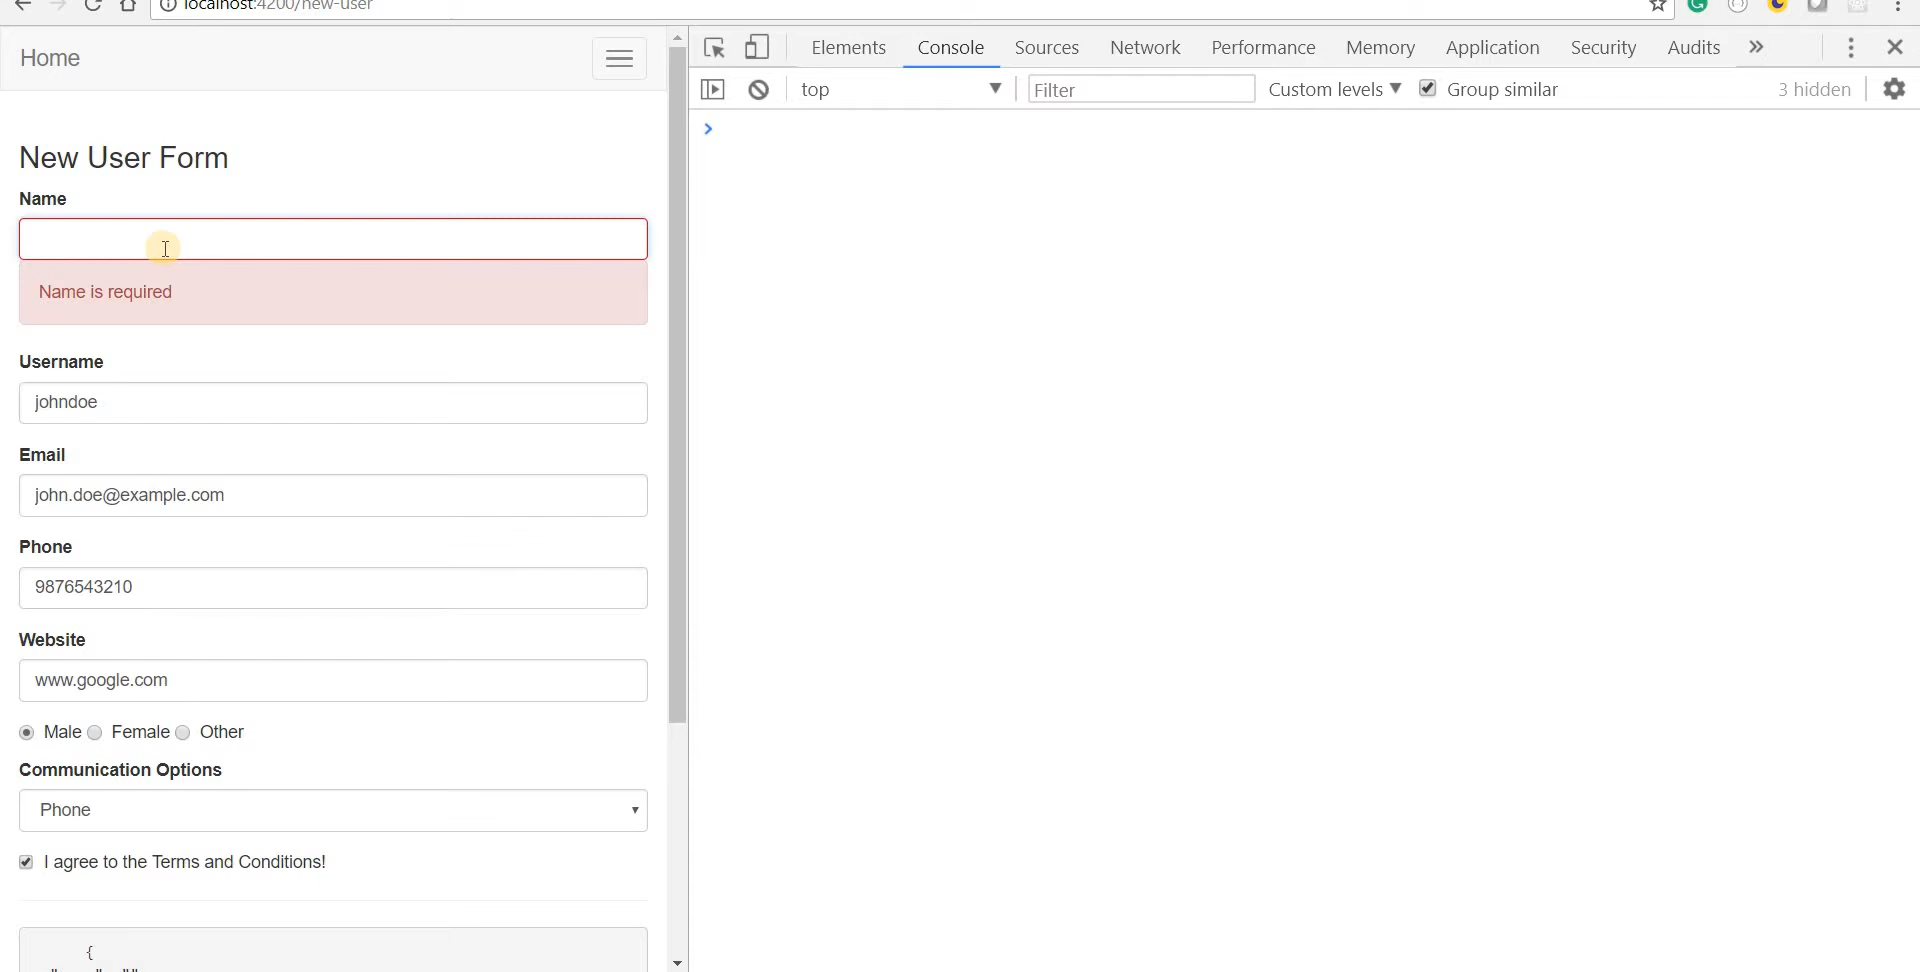 localhost:4200/new-user
Home
Elements Console Sources Network Performance Memory Application Security Audits »
top Filter Custom levels Group similar 3 hidden
New User Form
Name
Name is required
Username
johndoe
Email
john.doe@example.com
Phone
9876543210
Website
www.google.com
Male Female Other
Communication Options
Phone
I agree to the Terms and Conditions!
{